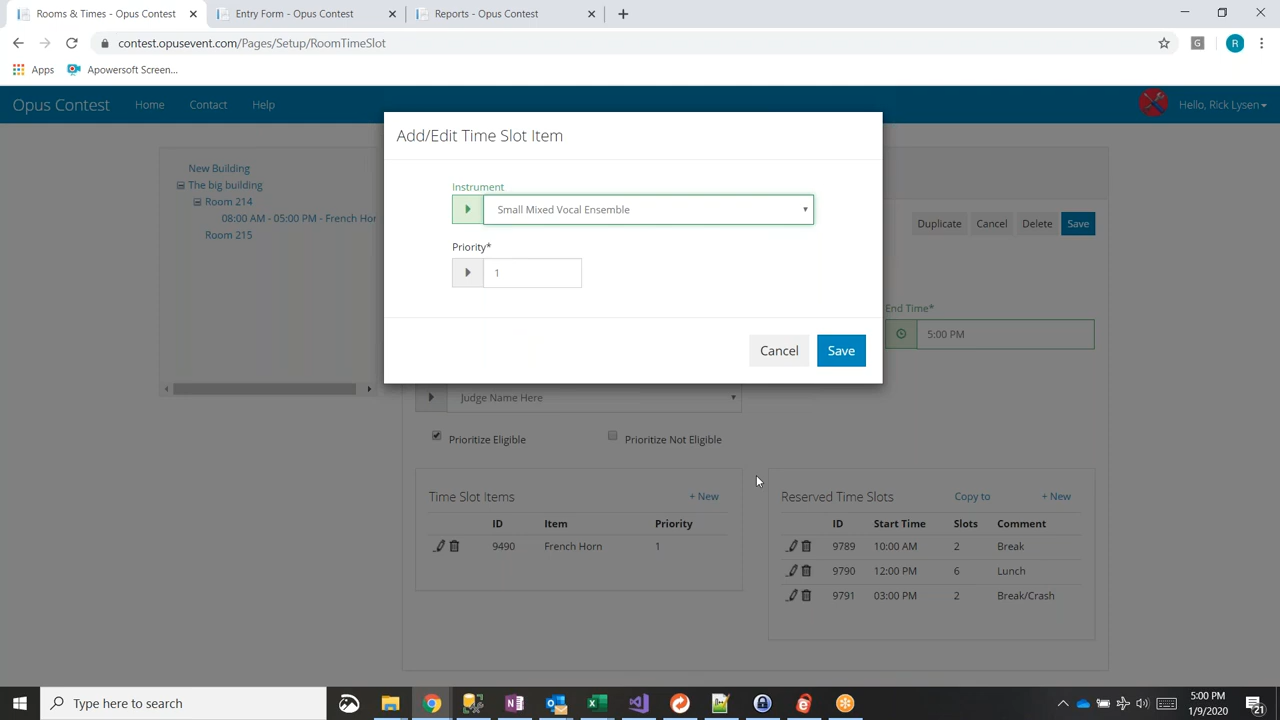 Rooms & Times - Opus Contest
Entry Form - Opus Contest
Reports - Opus Contest
contest.opusevent.com/Pages/Setup/RoomTimeSlot
G
R
Apps
Apowersoft Screen...
Opus Contest
Home
Contact
Help
Hello, Rick Lysen
Add/Edit Time Slot Item
New Building
The big building
Room 214
08:00 AM - 05:00 PM - French Hor
Room 215
Instrument
Small Mixed Vocal Ensemble
Priority*
1
Cancel
Save
Duplicate
Cancel
Delete
Save
End Time*
5:00 PM
Judge Name Here
Prioritize Eligible
Prioritize Not Eligible
Time Slot Items
+ New
ID Item Priority
9490 French Horn 1
Reserved Time Slots
Copy to
+ New
ID Start Time Slots Comment
9789 10:00 AM 2 Break
9790 12:00 PM 6 Lunch
9791 03:00 PM 2 Break/Crash
Type here to search
5:00 PM
1/9/2020
21